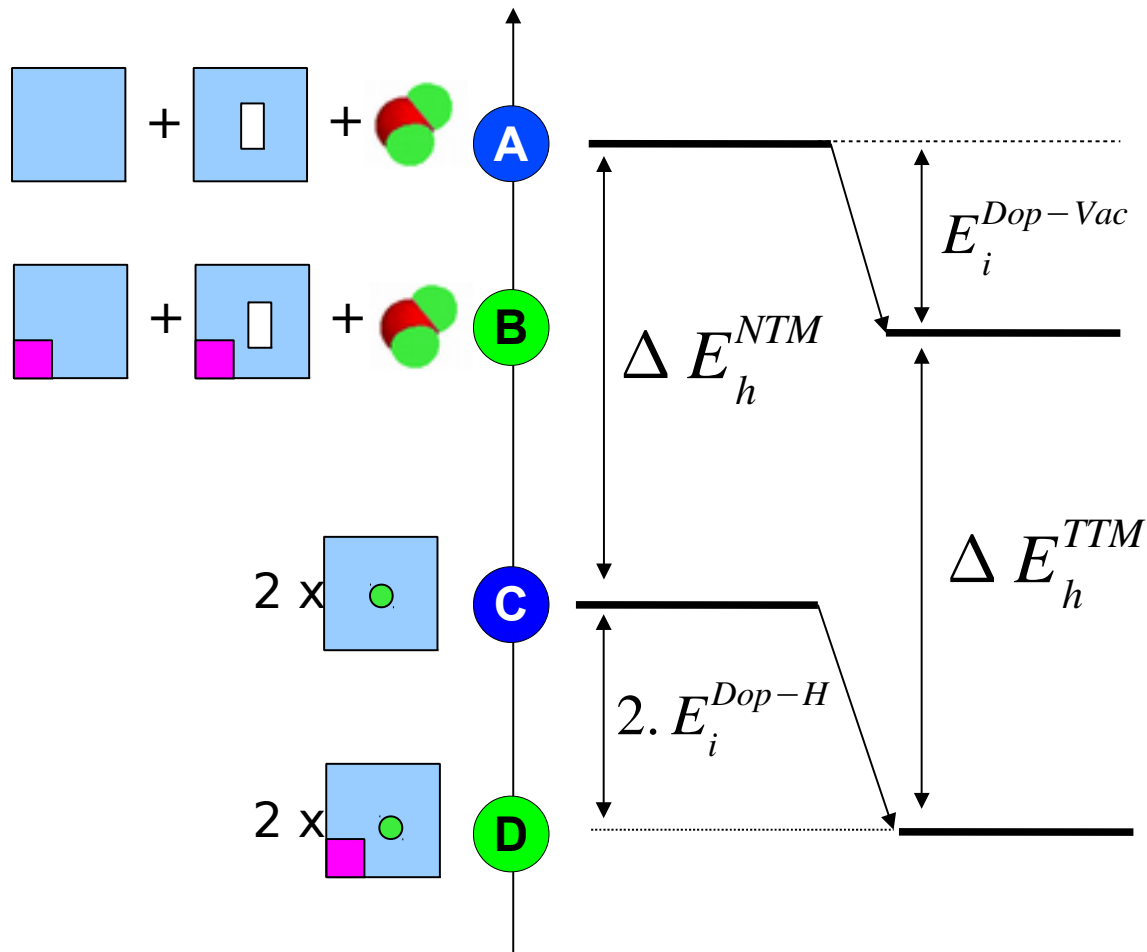 + + A
E_i^{Dop-Vac}
+ + B
Δ E_h^{NTM}
Δ E_h^{TTM}
2 x C
2. E_i^{Dop-H}
2 x D